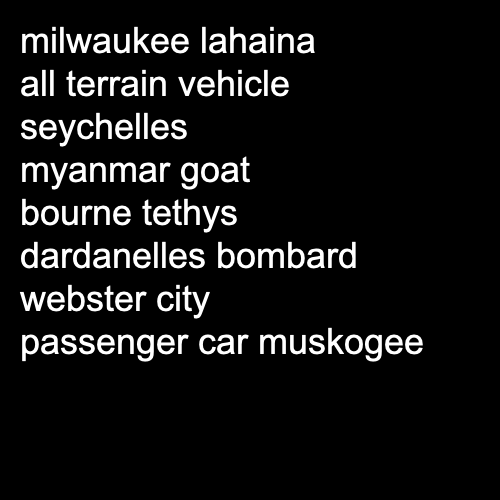 milwaukee lahaina
all terrain vehicle
seychelles
myanmar goat
bourne tethys
dardanelles bombard
webster city
passenger car muskogee